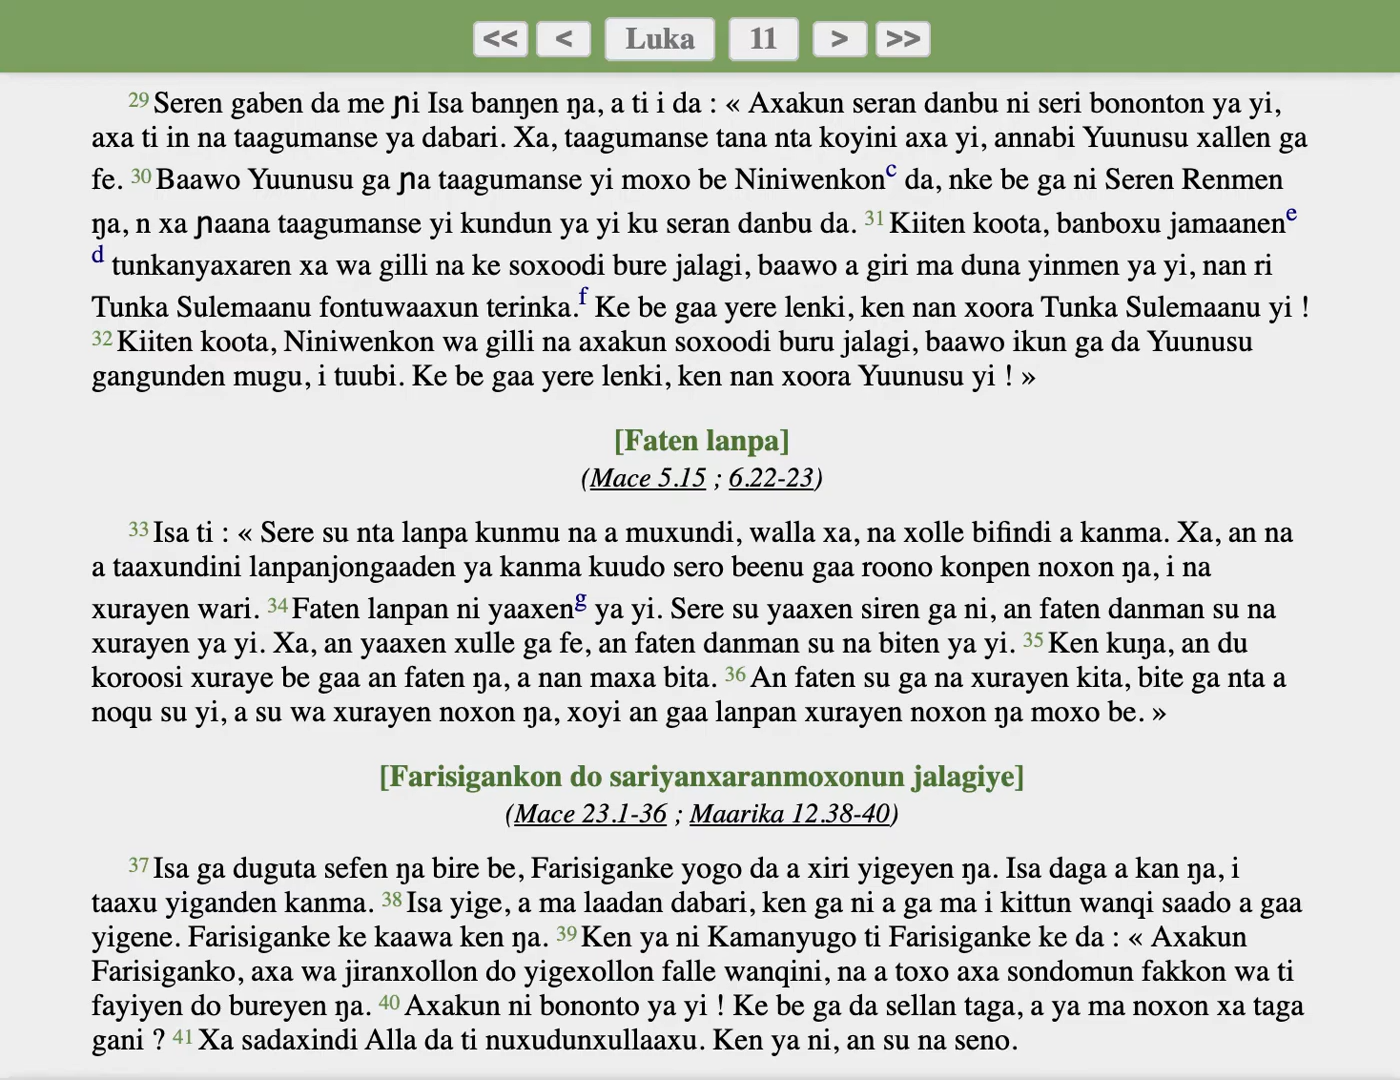 << < Luka 11 > >>
29 Seren gaben da me ɲi Isa banŋen ŋa, a ti i da : « Axakun seran danbu ni seri bononton ya yi,
axa ti in na taagumanse ya dabari. Xa, taagumanse tana nta koyini axa yi, annabi Yuunusu xallen ga
fe. 30 Baawo Yuunusu ga ɲa taagumanse yi moxo be Niniwenkonᶜ da, nke be ga ni Seren Renmen
ŋa, n xa ɲaana taagumanse yi kundun ya yi ku seran danbu da. 31 Kiiten koota, banboxu jamaanenᵉ
ᵈ tunkanyaxaren xa wa gilli na ke soxoodi bure jalagi, baawo a giri ma duna yinmen ya yi, nan ri
Tunka Sulemaanu fontuwaaxun terinka.ᶠ Ke be gaa yere lenki, ken nan xoora Tunka Sulemaanu yi !
32 Kiiten koota, Niniwenkon wa gilli na axakun soxoodi buru jalagi, baawo ikun ga da Yuunusu
gangunden mugu, i tuubi. Ke be gaa yere lenki, ken nan xoora Yuunusu yi ! »
[Faten lanpa]
(Mace 5.15 ; 6.22-23)
33 Isa ti : « Sere su nta lanpa kunmu na a muxundi, walla xa, na xolle bifindi a kanma. Xa, an na
a taaxundini lanpanjongaaden ya kanma kuudo sero beenu gaa roono konpen noxon ŋa, i na
xurayen wari. 34 Faten lanpan ni yaaxenᵍ ya yi. Sere su yaaxen siren ga ni, an faten danman su na
xurayen ya yi. Xa, an yaaxen xulle ga fe, an faten danman su na biten ya yi. 35 Ken kuŋa, an du
koroosi xuraye be gaa an faten ŋa, a nan maxa bita. 36 An faten su ga na xurayen kita, bite ga nta a
noqu su yi, a su wa xurayen noxon ŋa, xoyi an gaa lanpan xurayen noxon ŋa moxo be. »
[Farisigankon do sariyanxaranmoxonun jalagiye]
(Mace 23.1-36 ; Maarika 12.38-40)
37 Isa ga duguta sefen ŋa bire be, Farisiganke yogo da a xiri yigeyen ŋa. Isa daga a kan ŋa, i
taaxu yiganden kanma. 38 Isa yige, a ma laadan dabari, ken ga ni a ga ma i kittun wanqi saado a gaa
yigene. Farisiganke ke kaawa ken ŋa. 39 Ken ya ni Kamanyugo ti Farisiganke ke da : « Axakun
Farisiganko, axa wa jiranxollon do yigexollon falle wanqini, na a toxo axa sondomun fakkon wa ti
fayiyen do bureyen ŋa. 40 Axakun ni bononto ya yi ! Ke be ga da sellan taga, a ya ma noxon xa taga
gani ? 41 Xa sadaxindi Alla da ti nuxudunxullaaxu. Ken ya ni, an su na seno.